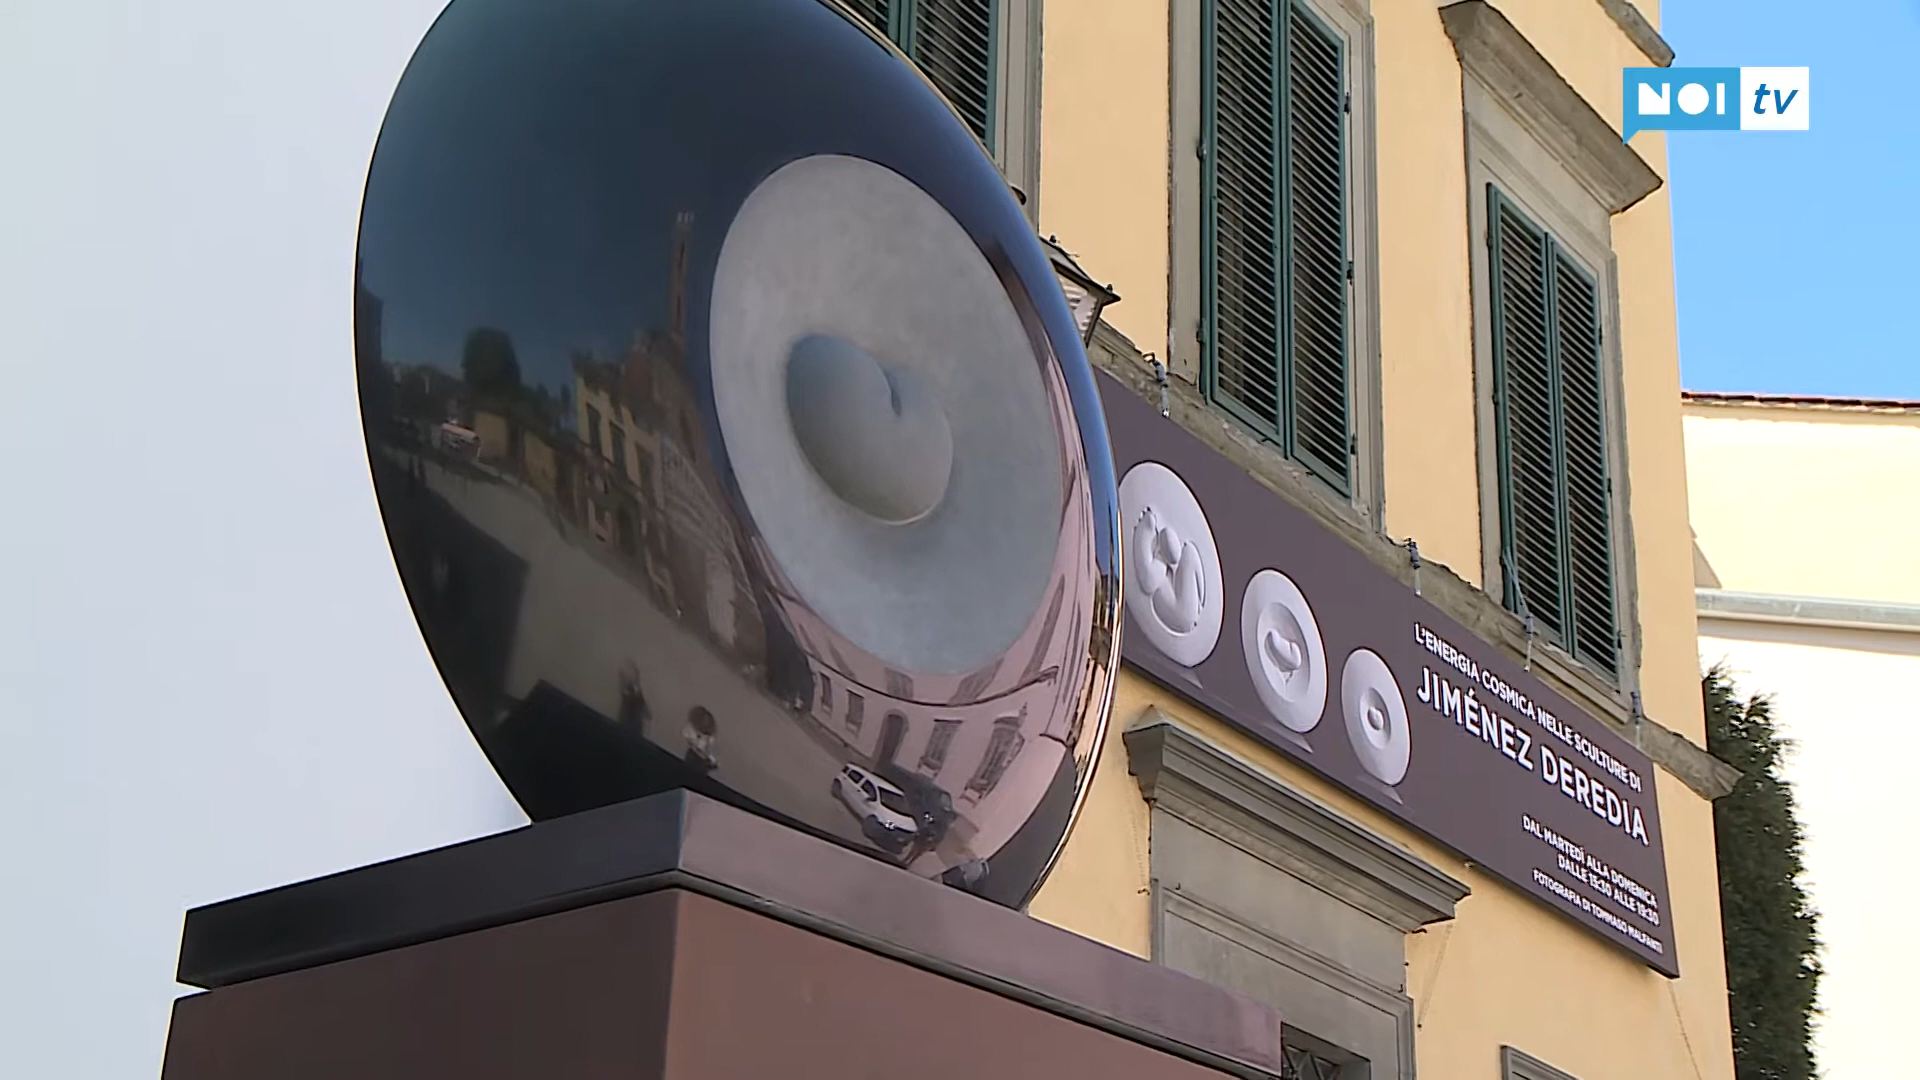 NOI tv
L'ENERGIA COSMICA NELLE SCULTURE DI
JIMÉNEZ DEREDIA
DAL MARTEDÌ ALLA DOMENICA
DALLE 15:30 ALLE 19:30
FOTOGRAFIA DI TOMMASO MALFANTI